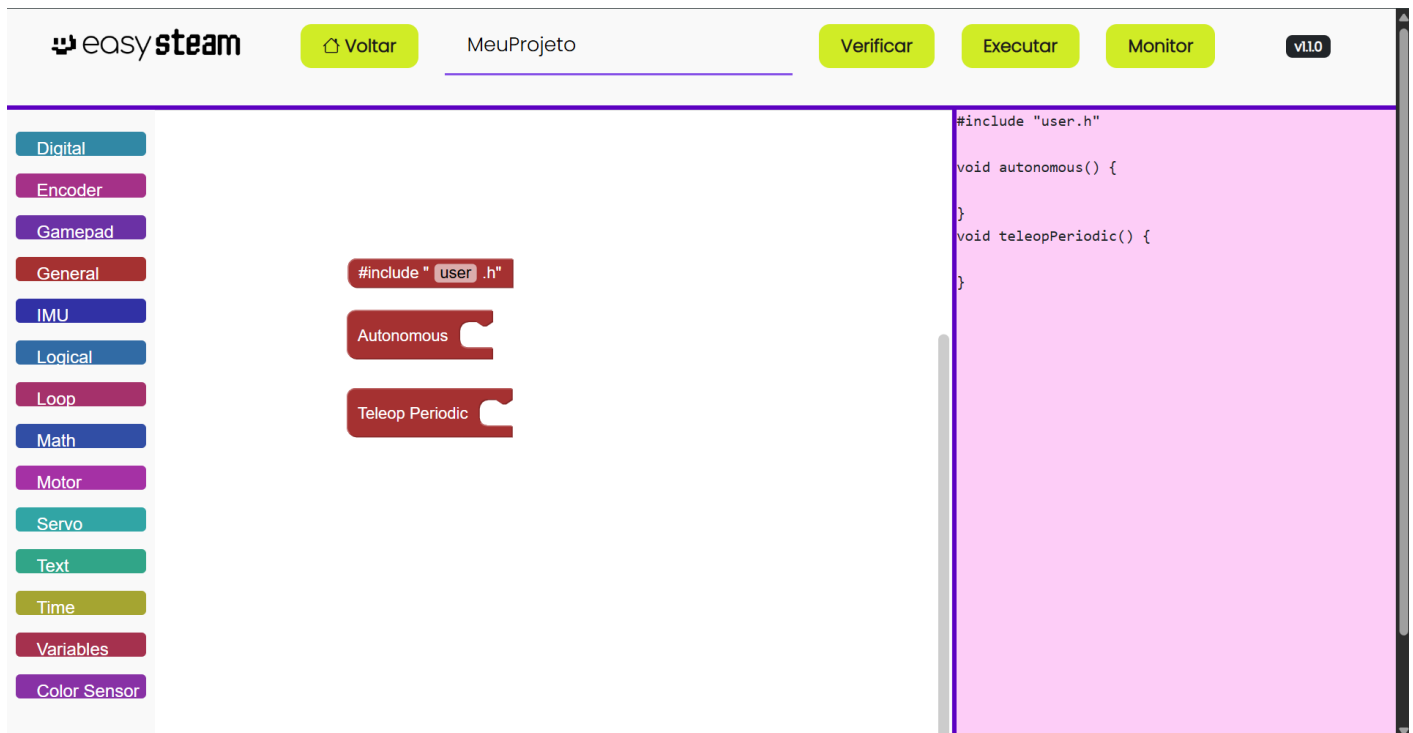 easysteam
Voltar
MeuProjeto
Verificar
Executar
Monitor
v1.1.0
Digital
Encoder
Gamepad
General
IMU
Logical
Loop
Math
Motor
Servo
Text
Time
Variables
Color Sensor
#include " user .h"
Autonomous
Teleop Periodic
#include "user.h"
void autonomous() {
}
void teleopPeriodic() {
}